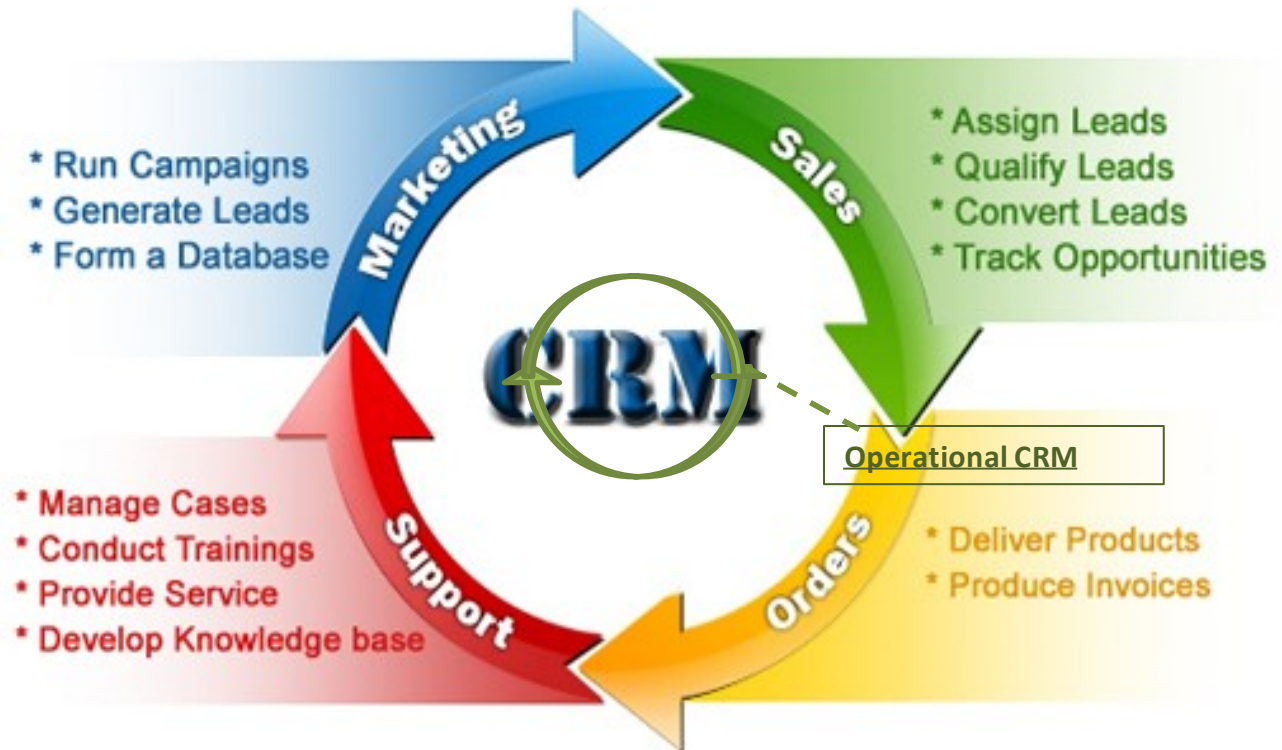 Marketing
* Run Campaigns
* Generate Leads
* Form a Database
Sales
* Assign Leads
* Qualify Leads
* Convert Leads
* Track Opportunities
CRM
Operational CRM
Orders
* Deliver Products
* Produce Invoices
Support
* Manage Cases
* Conduct Trainings
* Provide Service
* Develop Knowledge base